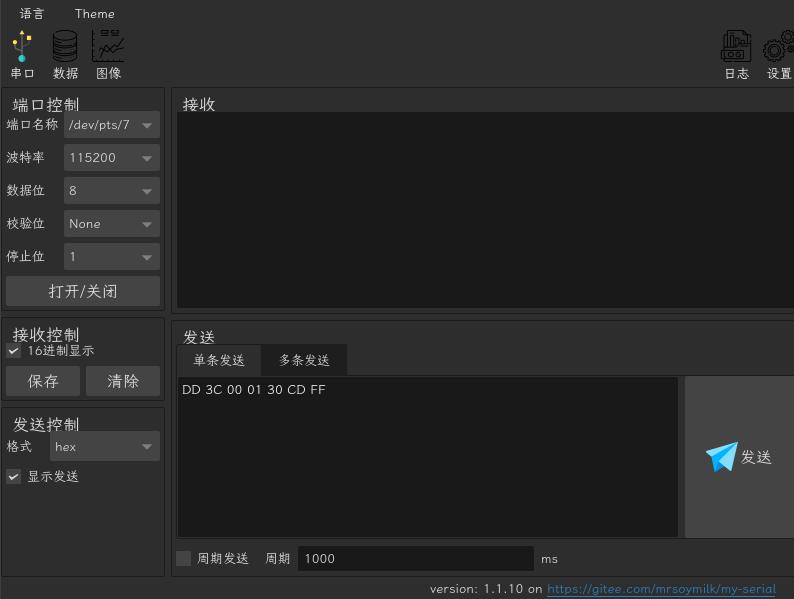 语言 Theme
串口 数据 图像 日志 设置
端口控制
端口名称 /dev/pts/7
波特率 115200
数据位 8
校验位 None
停止位 1
打开/关闭
接收控制
16进制显示
保存 清除
发送控制
格式 hex
显示发送
接收
发送
单条发送 多条发送
DD 3C 00 01 30 CD FF
发送
周期发送 周期 1000 ms
version: 1.1.10 on https://gitee.com/mrsoymilk/my-serial